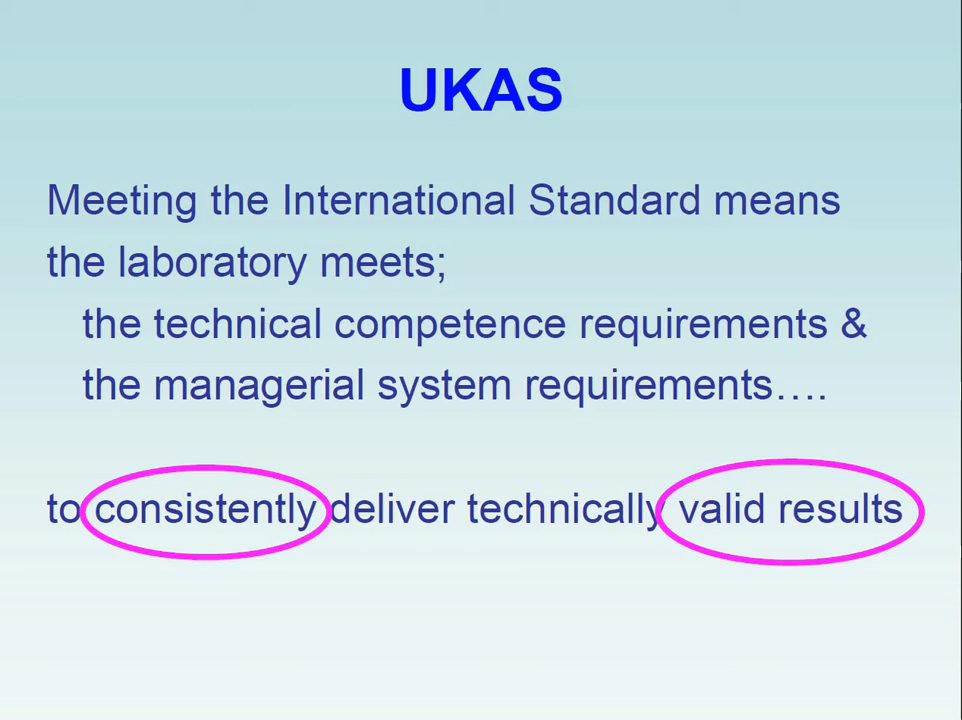 UKAS
Meeting the International Standard means
the laboratory meets;
the technical competence requirements &
the managerial system requirements….
to consistently deliver technically valid results